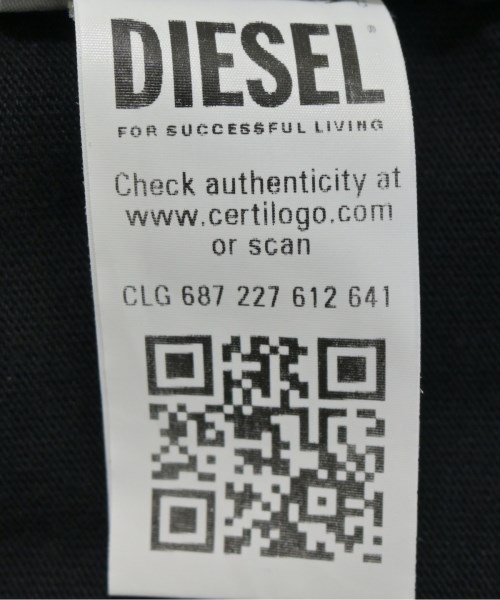 DIESEL®
FOR SUCCESSFUL LIVING
Check authenticity at
www.certilogo.com
or scan
CLG 687 227 612 641